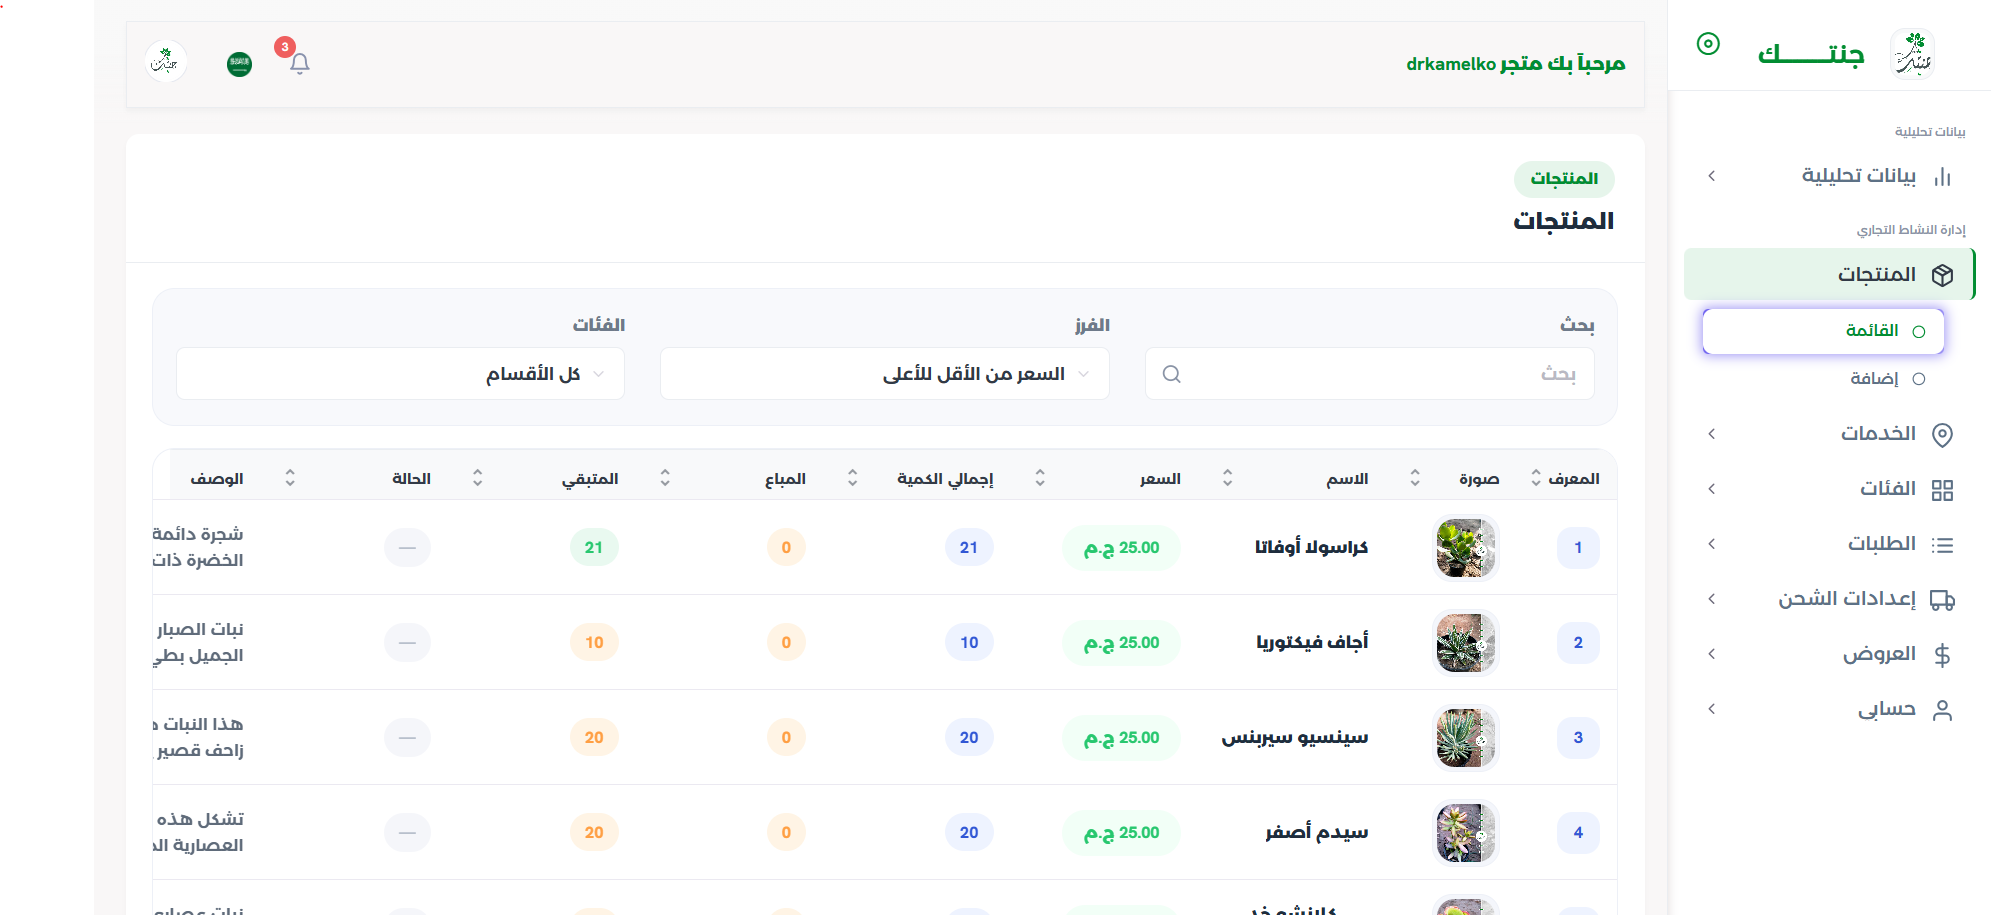 جنتـــــك
بيانات تحليلية
بيانات تحليلية
إدارة النشاط التجاري
المنتجات
القائمة
إضافة
الخدمات
الفئات
الطلبات
إعدادات الشحن
العروض
حسابى
مرحباً بك متجر drkamelko
3
المنتجات
المنتجات
بحث
الفرز
الفئات
بحث
السعر من الأقل للأعلى
كل الأقسام
المعرف صورة الاسم السعر إجمالي الكمية المباع المتبقي الحالة الوصف
1 كراسولا أوفاتا 25.00 ج.م 21 0 21 — شجرة دائمة
الخضرة ذات
2 أجاف فيكتوريا 25.00 ج.م 10 0 10 — نبات الصبار
الجميل بطي
3 سينسيو سيربنس 25.00 ج.م 20 0 20 — هذا النبات
زاحف قصير
4 سيدم أصفر 25.00 ج.م 20 0 20 — تشكل هذه
العصارية